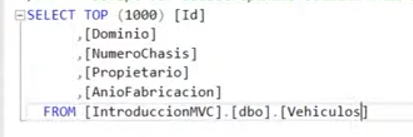 SELECT TOP (1000) [Id]
,[Dominio]
,[NumeroChasis]
,[Propietario]
,[AnioFabricacion]
FROM [IntroduccionMVC].[dbo].[Vehiculos]